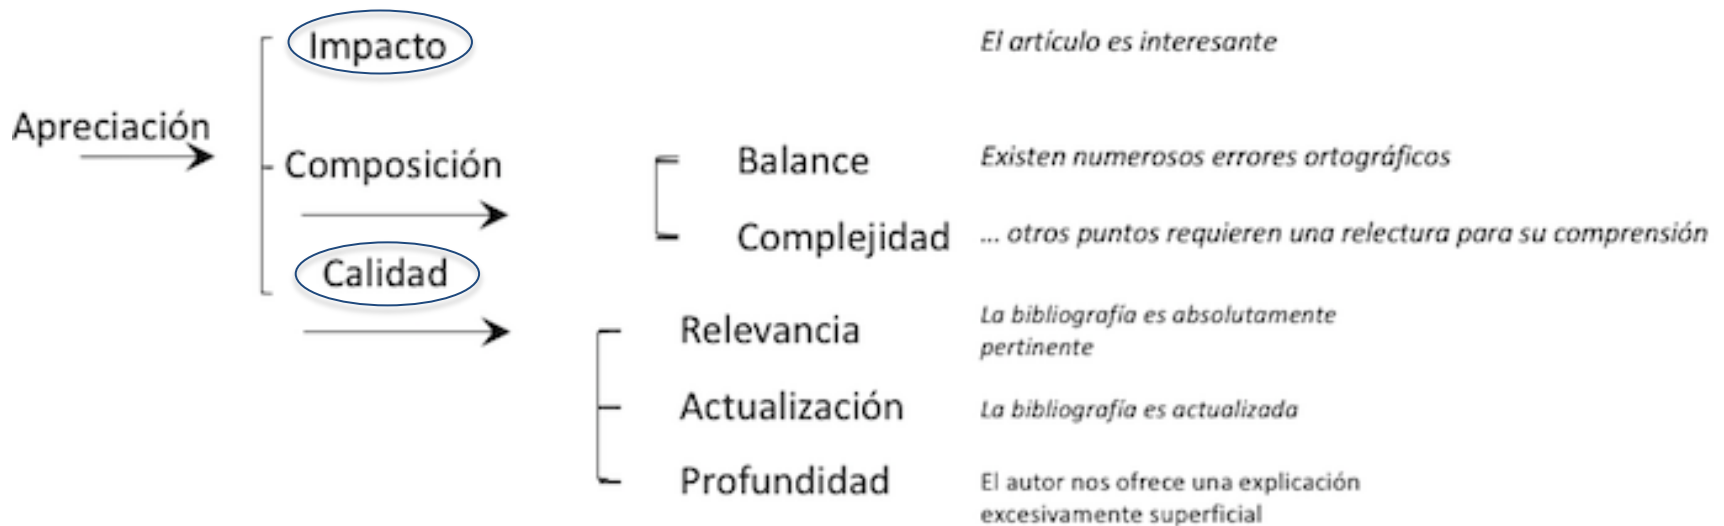 Impacto
El artículo es interesante
Apreciación
Composición
Balance
Existen numerosos errores ortográficos
Complejidad
... otros puntos requieren una relectura para su comprensión
Calidad
Relevancia
La bibliografía es absolutamente
pertinente
Actualización
La bibliografía es actualizada
Profundidad
El autor nos ofrece una explicación
excesivamente superficial